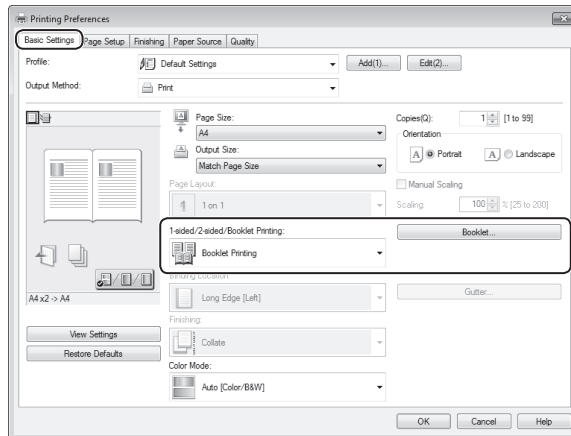 Printing Preferences
Basic Settings Page Setup Finishing Paper Source Quality
Profile: Default Settings Add(1)... Edit(2)...
Output Method: Print
Page Size:
A4
Output Size:
Match Page Size
Page Layout:
1 on 1
1-sided/2-sided/Booklet Printing:
Booklet Printing
Binding Location:
Long Edge [Left]
Finishing:
Collate
Color Mode:
Auto [Color/B&W]
Copies(Q): 1 [1 to 99]
Orientation
A Portrait A Landscape
Manual Scaling
Scaling: 100 % [25 to 200]
Booklet...
Gutter...
A4 x2 -> A4
View Settings
Restore Defaults
OK Cancel Help